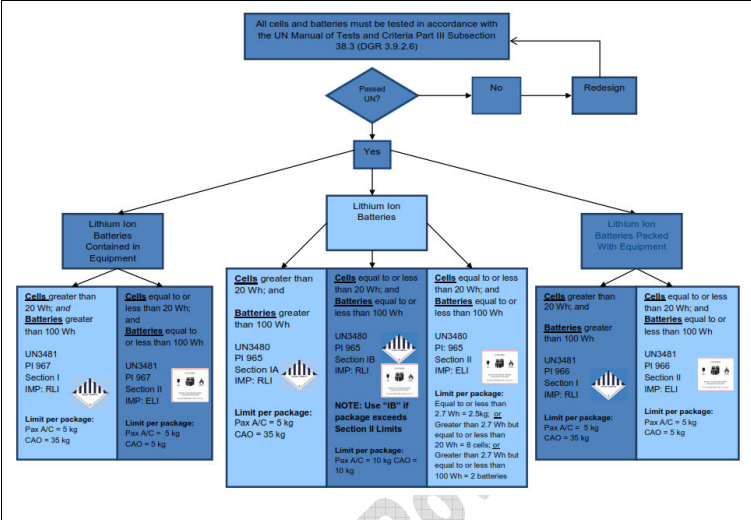 All cells and batteries must be tested in accordance with
the UN Manual of Tests and Criteria Part III Subsection
38.3 (DGR 3.9.2.6)
Passed
UN?
No
Redesign
Yes
Lithium Ion
Batteries
Contained in
Equipment
Lithium Ion
Batteries
Lithium Ion
Batteries Packed
With Equipment
Cells greater than
20 Wh; and
Batteries greater
than 100 Wh
UN3481
PI 967
Section I
IMP: RLI
Limit per package:
Pax A/C = 5 kg
CAO = 35 kg
Cells equal to or
less than 20 Wh;
and
Batteries equal to
or less than 100 Wh
UN3481
PI 967
Section II
IMP: ELI
Limit per package:
Pax A/C = 5 kg
CAO = 5 kg
Cells greater than
20 Wh; and
Batteries greater
than 100 Wh
UN3480
PI 965
Section IA
IMP: RLI
Limit per package:
Pax A/C = 5 kg
CAO = 35 kg
Cells equal to or less
than 20 Wh; and
Batteries equal to or
less than 100 Wh
UN3480
PI 965
Section IB
IMP: RLI
NOTE: Use "IB" if
package exceeds
Section II Limits
Limit per package:
Pax A/C = 10 kg CAO =
10 kg
Cells equal to or less
than 20 Wh; and
Batteries equal to or
less than 100 Wh
UN3480
PI: 965
Section II
IMP: ELI
Limit per package:
Equal to or less than
2.7 Wh = 2.5kg; or
Greater than 2.7 Wh but
equal to or less than
20 Wh = 8 cells; or
Greater than 2.7 Wh but
equal to or less than
100 Wh = 2 batteries
Cells greater than
20 Wh; and
Batteries greater
than 100 Wh
UN3481
PI 966
Section I
IMP: RLI
Limit per package:
Pax A/C = 5 kg
CAO = 35 kg
Cells equal to or less
than 20 Wh; and
Batteries equal to or
less than 100 Wh
UN3481
PI 966
Section II
IMP: ELI
Limit per package:
Pax A/C = 5 kg
CAO = 5 kg